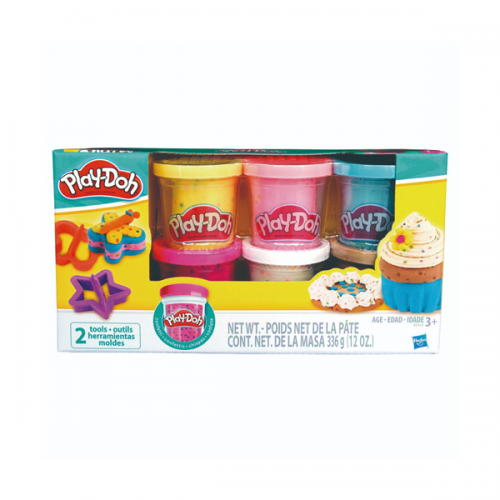 PLAY-DOH
2 tools • outils
herramientas
moldes
PLAY-DOH
PLAY-DOH
PLAY-DOH
PLAY-DOH
NET WT.- POIDS NET DE LA PÂTE
CONT. NET. DE LA MASA 336 g (12 OZ.)
AGE • EDAD • IDADE 3+
Hasbro